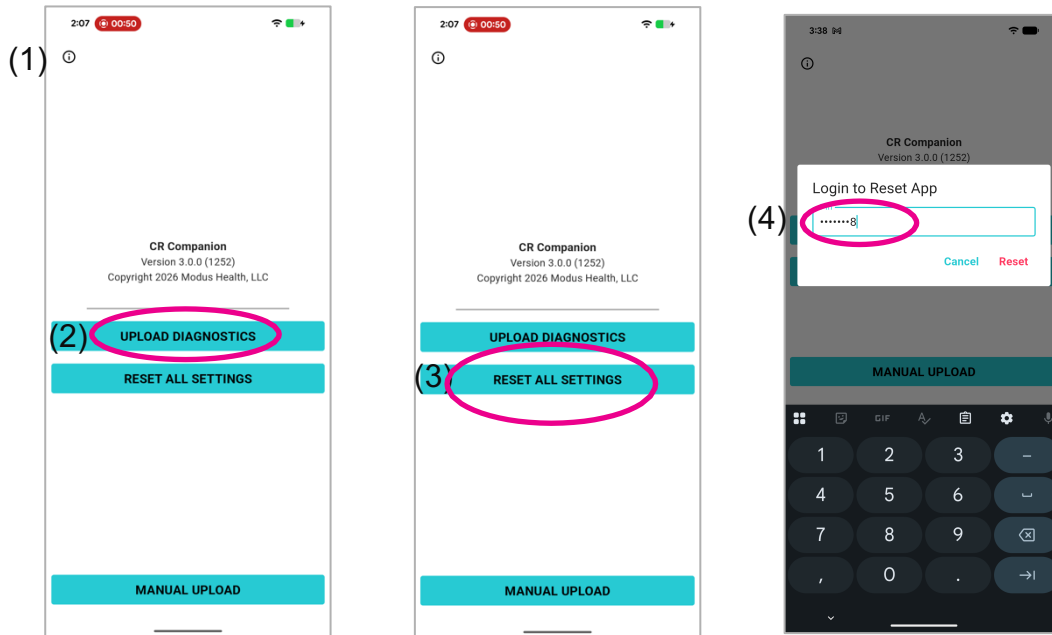 2:07 00:50
(1)
CR Companion
Version 3.0.0 (1252)
Copyright 2026 Modus Health, LLC
(2) UPLOAD DIAGNOSTICS
RESET ALL SETTINGS
MANUAL UPLOAD
2:07 00:50
CR Companion
Version 3.0.0 (1252)
Copyright 2026 Modus Health, LLC
UPLOAD DIAGNOSTICS
(3) RESET ALL SETTINGS
MANUAL UPLOAD
3:38
CR Companion
Version 3.0.0 (1252)
Login to Reset App
(4) •••••••8
Cancel Reset
MANUAL UPLOAD
GIF
1 2 3 –
4 5 6
7 8 9
, 0 .